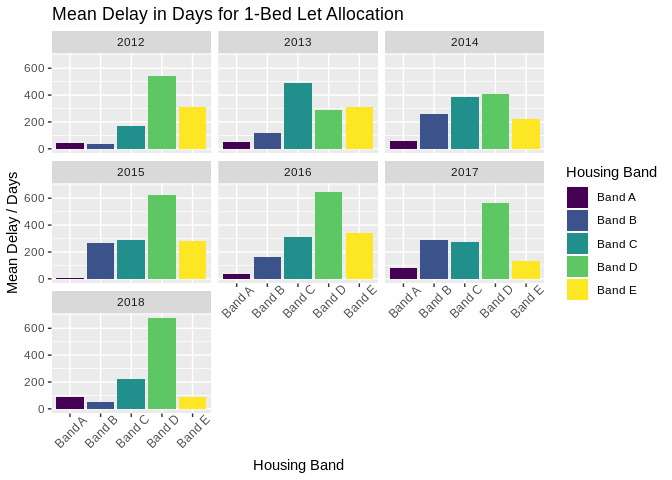 Mean Delay in Days for 1-Bed Let Allocation
2012
2013
2014
600
400
200
0
2015
2016
2017
600
400
200
0
2018
600
400
200
0
Band A
Band B
Band C
Band D
Band E
Band A
Band B
Band C
Band D
Band E
Band A
Band B
Band C
Band D
Band E
Mean Delay / Days
Housing Band
Housing Band
Band A
Band B
Band C
Band D
Band E